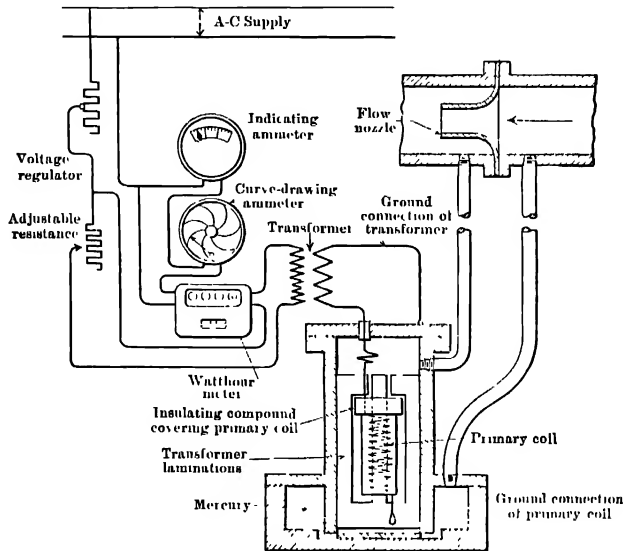 A-C Supply
Indicating
ammeter
Flow
nozzle
Voltage
regulator
Curve-drawing
ammeter
Ground
connection of
transformer
Adjustable
resistance
Transformer
Watthour
meter
Insulating compound
covering primary coil
Primary coil
Transformer
laminations
Mercury
Ground connection
of primary coil